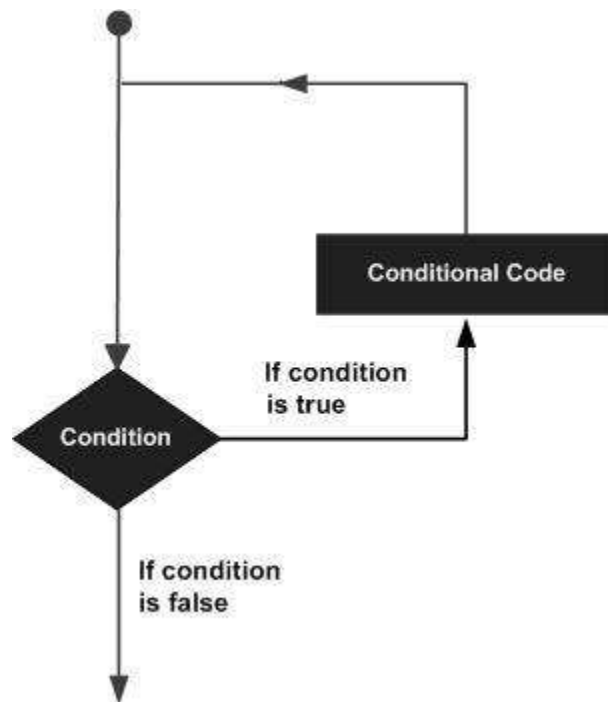 Conditional Code
If condition
is true
Condition
If condition
is false